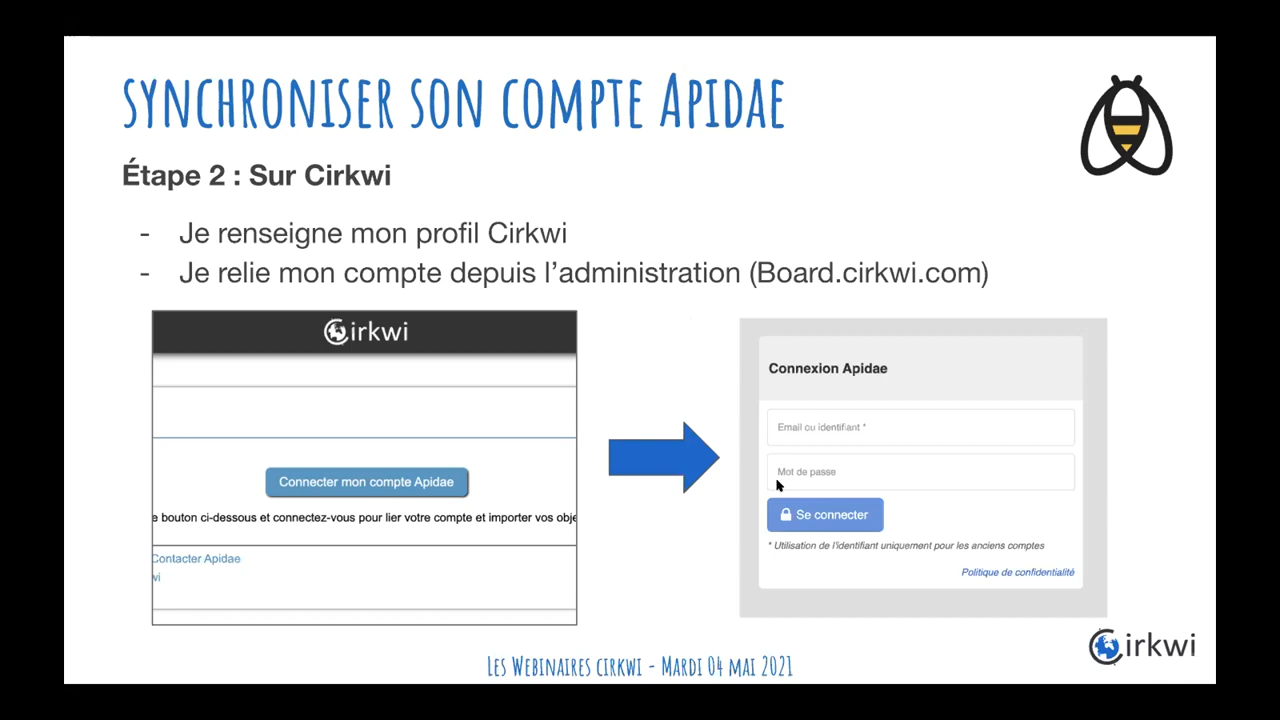 SYNCHRONISER SON COMPTE APIDAE
Étape 2 : Sur Cirkwi
- Je renseigne mon profil Cirkwi
- Je relie mon compte depuis l'administration (Board.cirkwi.com)
Cirkwi
Connecter mon compte Apidae
e bouton ci-dessous et connectez-vous pour lier votre compte et importer vos obje
Contacter Apidae
wi
Connexion Apidae
Email ou identifiant *
Mot de passe
Se connecter
* Utilisation de l'identifiant uniquement pour les anciens comptes
Politique de confidentialité
Cirkwi
LES WEBINAIRES CIRKWI - MARDI 04 MAI 2021